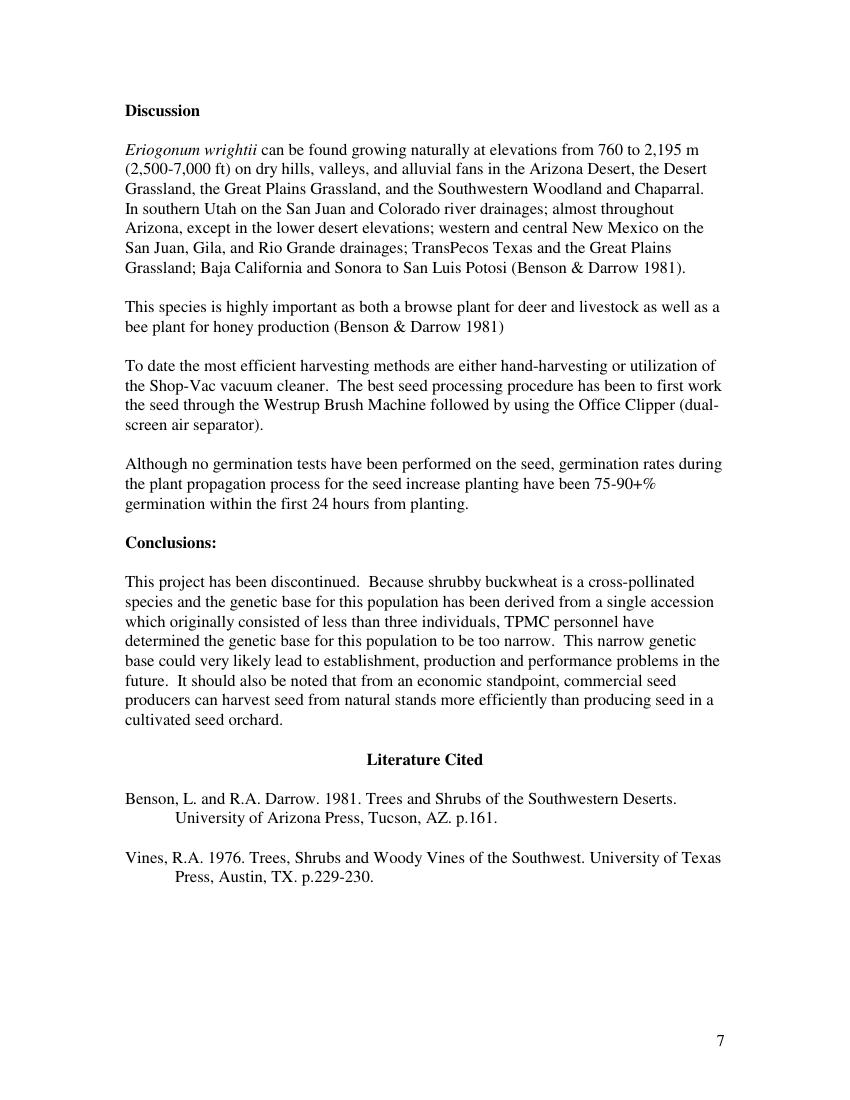 Discussion
Eriogonum wrightii can be found growing naturally at elevations from 760 to 2,195 m
(2,500-7,000 ft) on dry hills, valleys, and alluvial fans in the Arizona Desert, the Desert
Grassland, the Great Plains Grassland, and the Southwestern Woodland and Chaparral.
In southern Utah on the San Juan and Colorado river drainages; almost throughout
Arizona, except in the lower desert elevations; western and central New Mexico on the
San Juan, Gila, and Rio Grande drainages; TransPecos Texas and the Great Plains
Grassland; Baja California and Sonora to San Luis Potosi (Benson & Darrow 1981).
This species is highly important as both a browse plant for deer and livestock as well as a
bee plant for honey production (Benson & Darrow 1981)
To date the most efficient harvesting methods are either hand-harvesting or utilization of
the Shop-Vac vacuum cleaner.  The best seed processing procedure has been to first work
the seed through the Westrup Brush Machine followed by using the Office Clipper (dual-
screen air separator).
Although no germination tests have been performed on the seed, germination rates during
the plant propagation process for the seed increase planting have been 75-90+%
germination within the first 24 hours from planting.
Conclusions:
This project has been discontinued.  Because shrubby buckwheat is a cross-pollinated
species and the genetic base for this population has been derived from a single accession
which originally consisted of less than three individuals, TPMC personnel have
determined the genetic base for this population to be too narrow.  This narrow genetic
base could very likely lead to establishment, production and performance problems in the
future.  It should also be noted that from an economic standpoint, commercial seed
producers can harvest seed from natural stands more efficiently than producing seed in a
cultivated seed orchard.
Literature Cited
Benson, L. and R.A. Darrow. 1981. Trees and Shrubs of the Southwestern Deserts.
University of Arizona Press, Tucson, AZ. p.161.
Vines, R.A. 1976. Trees, Shrubs and Woody Vines of the Southwest. University of Texas
Press, Austin, TX. p.229-230.
7